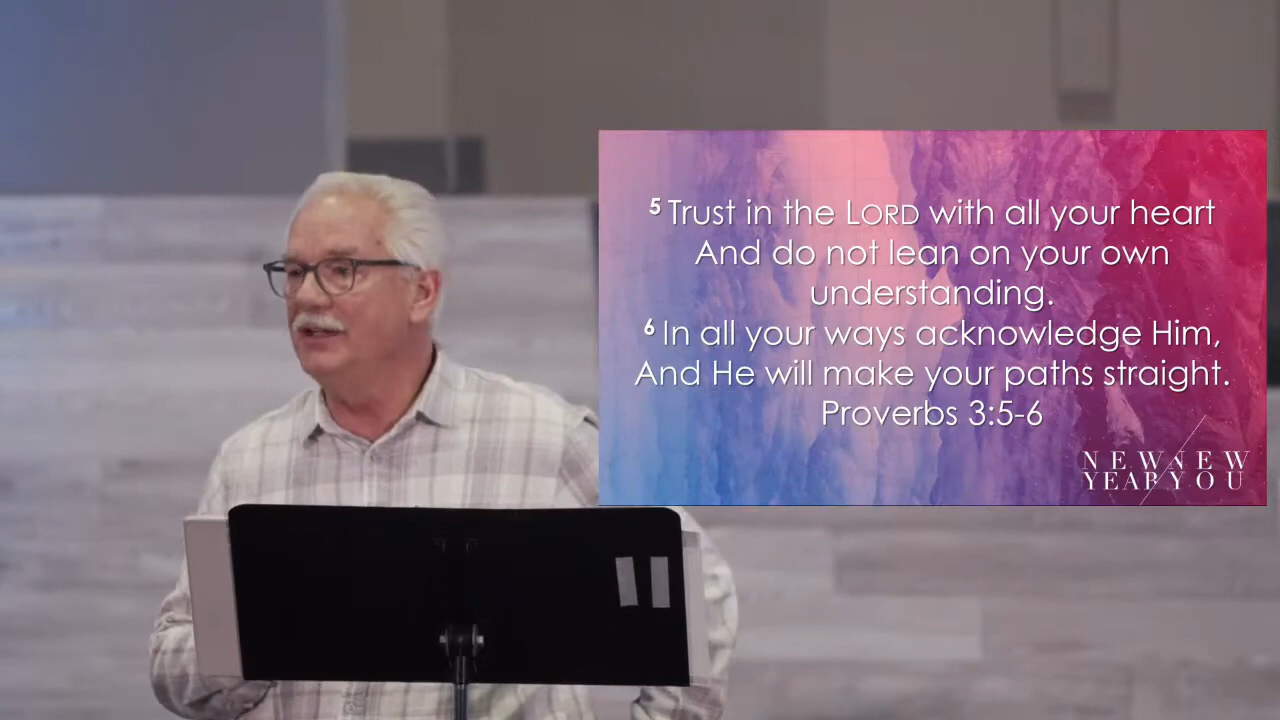 5 Trust in the LORD with all your heart
And do not lean on your own
understanding.
6 In all your ways acknowledge Him,
And He will make your paths straight.
Proverbs 3:5-6
NEW NEW
YEAR YOU